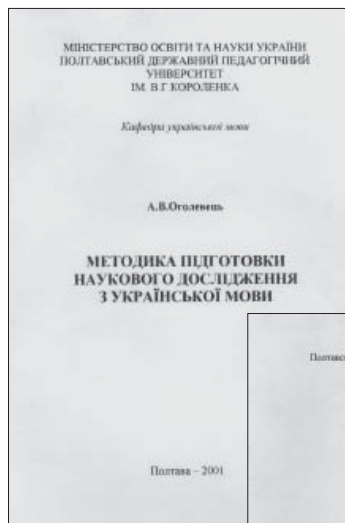 МІНІСТЕРСТВО ОСВІТИ ТА НАУКИ УКРАЇНИ
ПОЛТАВСЬКИЙ ДЕРЖАВНИЙ ПЕДАГОГІЧНИЙ
УНІВЕРСИТЕТ
ІМ. В.Г КОРОЛЕНКА
Кафедра української мови
А.В.Оголевець
МЕТОДИКА ПІДГОТОВКИ
НАУКОВОГО ДОСЛІДЖЕННЯ
З УКРАЇНСЬКОЇ МОВИ
Полтава – 2001